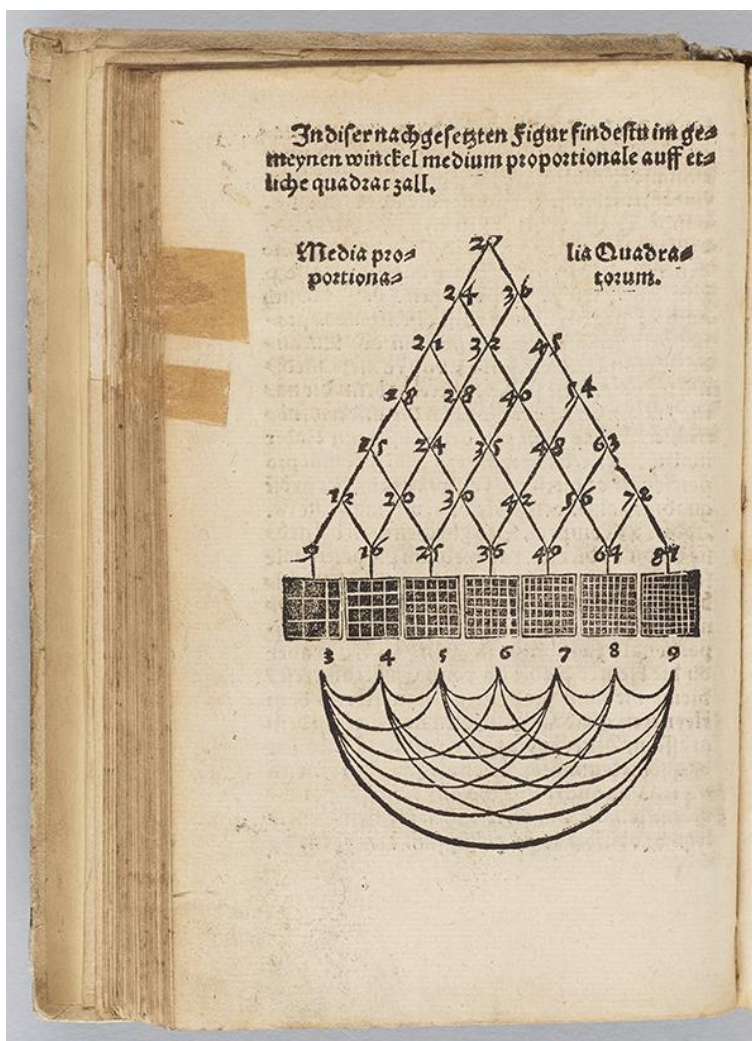 In diser nachgesetzten Figur findestu im ge=
meynen winckel medium proportionale auff et=
liche quadrat zall.
Media pro= lia Quadra=
portiona= torum.
27
24 36
21 32 45
18 28 40 54
15 24 35 48 63
12 20 30 42 56 72
9 16 25 36 49 64 81
3 4 5 6 7 8 9